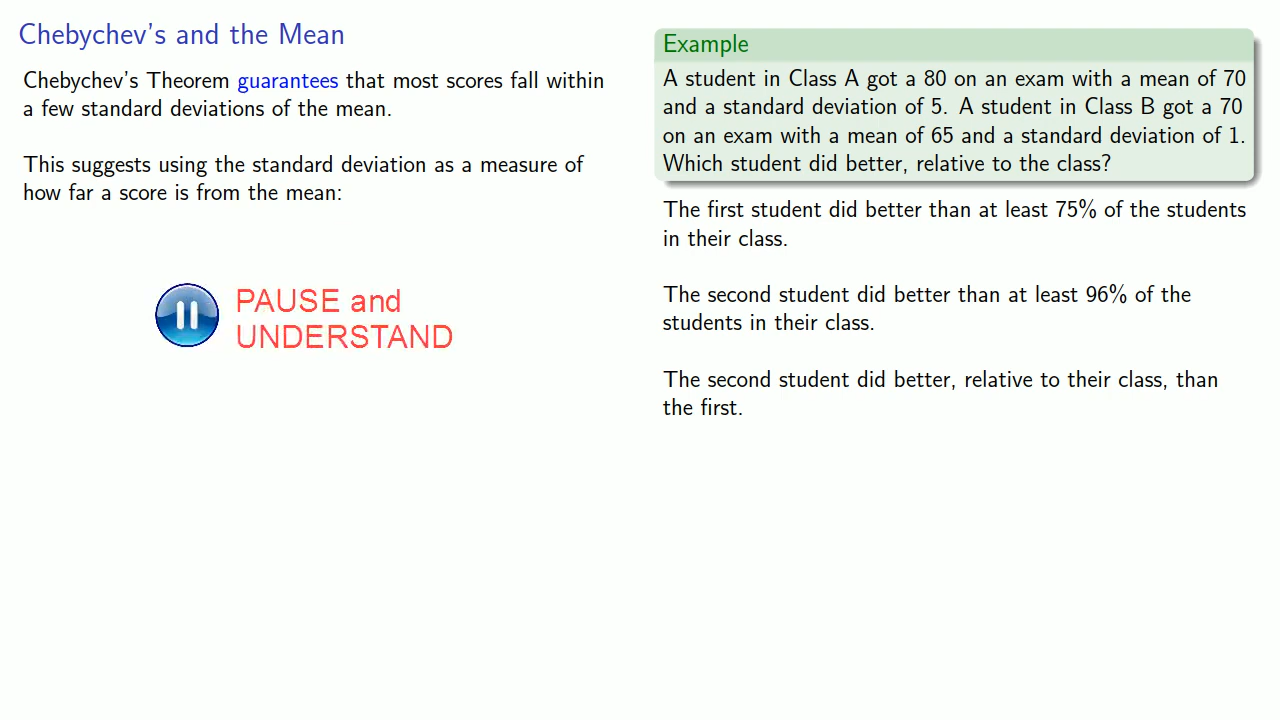 Chebychev's and the Mean
Chebychev's Theorem guarantees that most scores fall within
a few standard deviations of the mean.
This suggests using the standard deviation as a measure of
how far a score is from the mean:
PAUSE and
UNDERSTAND
Example
A student in Class A got a 80 on an exam with a mean of 70
and a standard deviation of 5. A student in Class B got a 70
on an exam with a mean of 65 and a standard deviation of 1.
Which student did better, relative to the class?
The first student did better than at least 75% of the students
in their class.
The second student did better than at least 96% of the
students in their class.
The second student did better, relative to their class, than
the first.